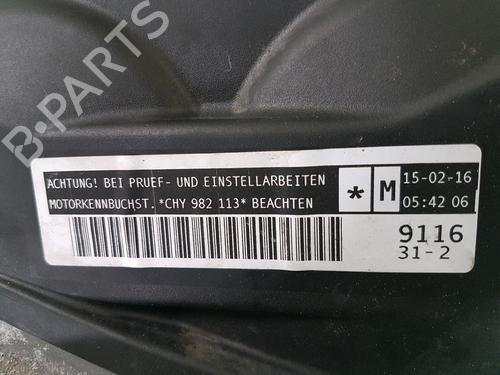 B-PARTS
ACHTUNG! BEI PRUEF- UND EINSTELLARBEITEN
MOTORKENNBUCHST. *CHY 982 113* BEACHTEN
* M
15-02-16
05:42 06
9116
31-2